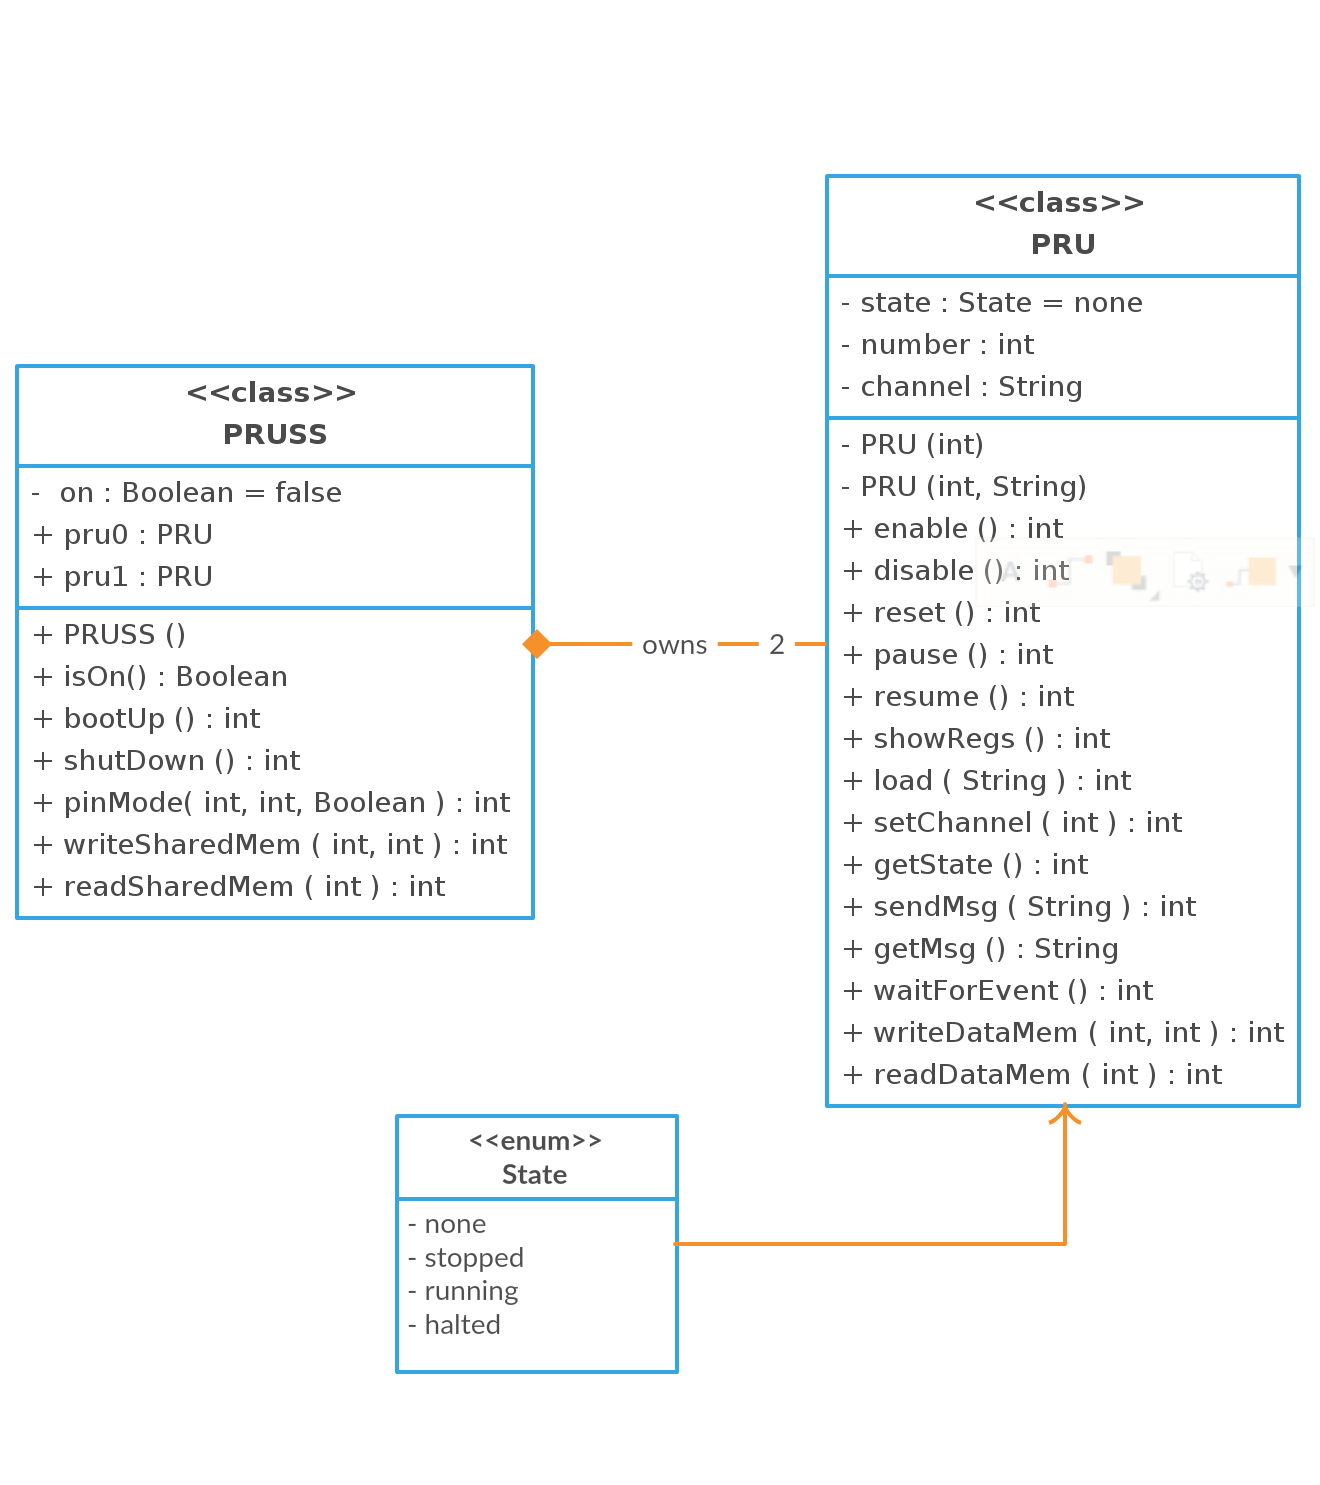 <<class>>
PRUSS
-  on : Boolean = false
+ pru0 : PRU
+ pru1 : PRU
+ PRUSS ()
+ isOn() : Boolean
+ bootUp () : int
+ shutDown () : int
+ pinMode( int, int, Boolean ) : int
+ writeSharedMem ( int, int ) : int
+ readSharedMem ( int ) : int
owns
2
<<class>>
PRU
- state : State = none
- number : int
- channel : String
- PRU (int)
- PRU (int, String)
+ enable () : int
+ disable () : int
+ reset () : int
+ pause () : int
+ resume () : int
+ showRegs () : int
+ load ( String ) : int
+ setChannel ( int ) : int
+ getState () : int
+ sendMsg ( String ) : int
+ getMsg () : String
+ waitForEvent () : int
+ writeDataMem ( int, int ) : int
+ readDataMem ( int ) : int
<<enum>>
State
- none
- stopped
- running
- halted